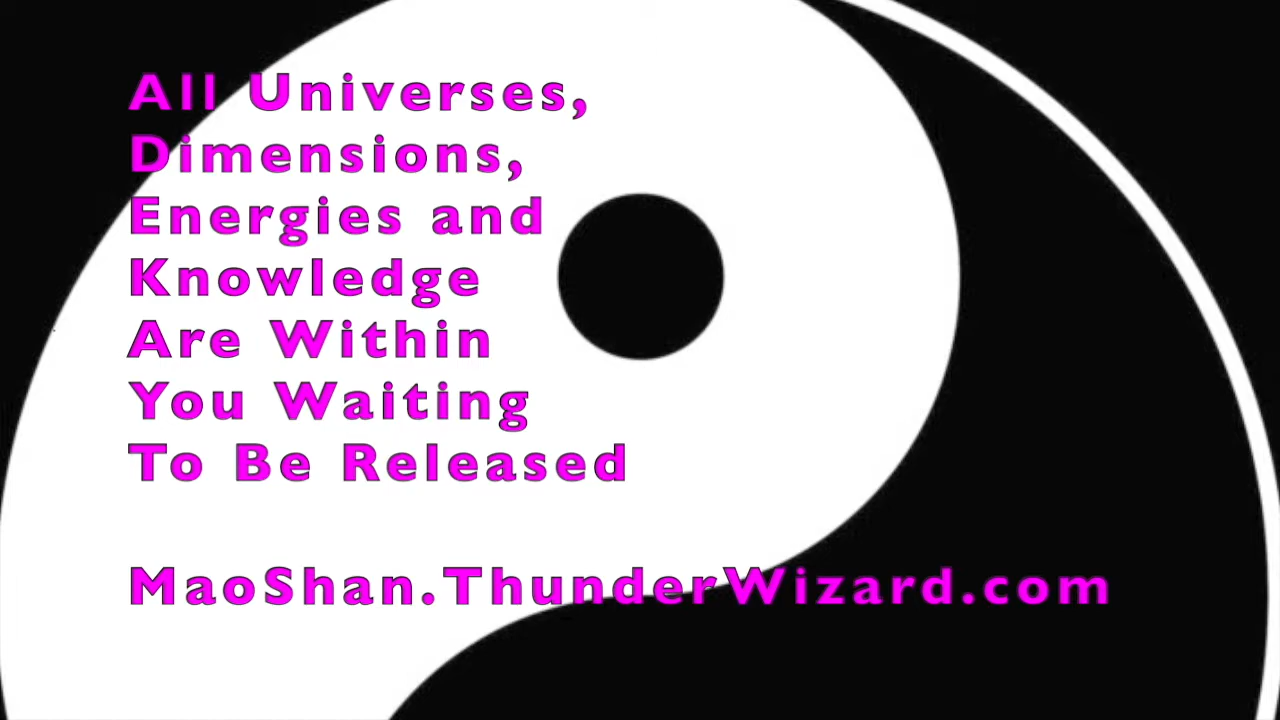 All Universes,
Dimensions,
Energies and
Knowledge
Are Within
You Waiting
To Be Released
MaoShan.ThunderWizard.com